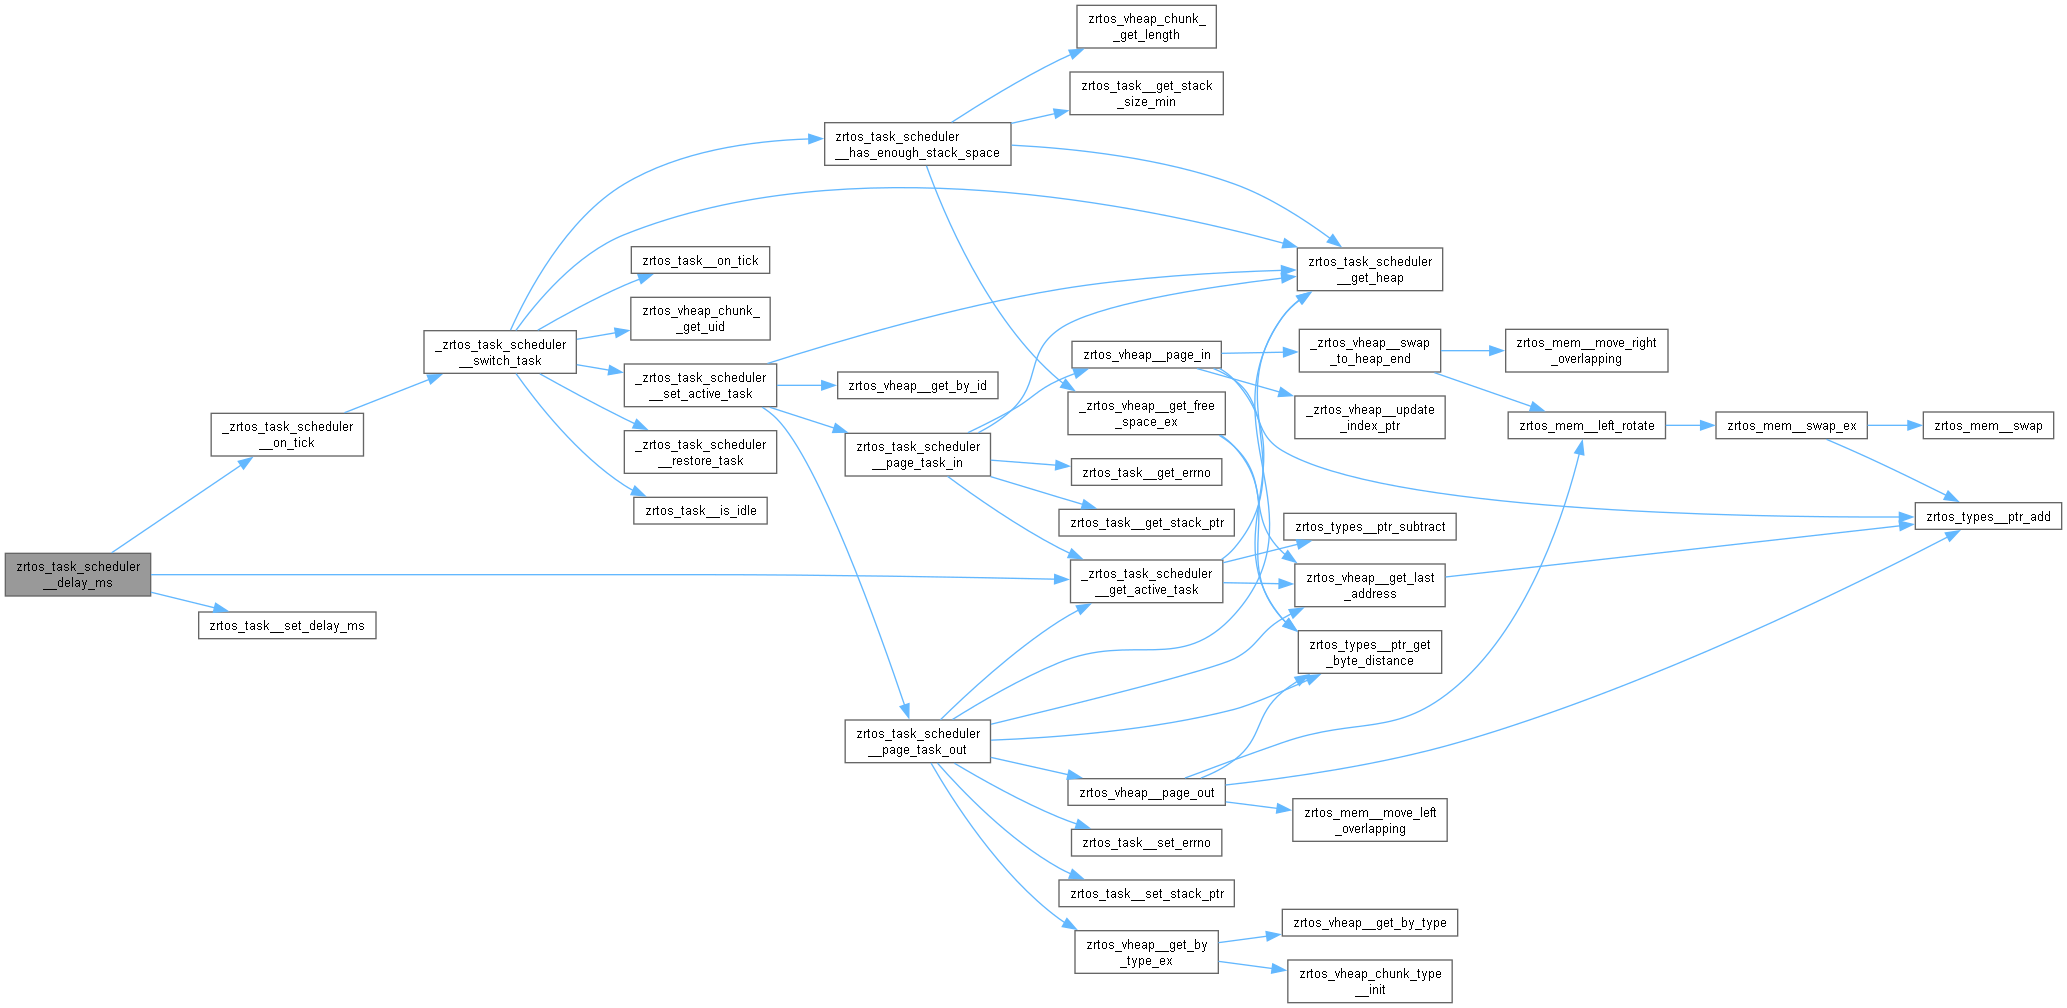 zrtos_vheap_chunk_
_get_length
zrtos_task__get_stack
_size_min
zrtos_task_scheduler
__has_enough_stack_space
zrtos_task__on_tick
zrtos_task_scheduler
__get_heap
zrtos_vheap_chunk_
_get_uid
_zrtos_task_scheduler
__switch_task
zrtos_vheap__page_in
_zrtos_vheap__swap
_to_heap_end
zrtos_mem__move_right
_overlapping
_zrtos_task_scheduler
__set_active_task
zrtos_vheap__get_by_id
_zrtos_vheap__get_free
_space_ex
_zrtos_vheap__update
_index_ptr
zrtos_mem__left_rotate
zrtos_mem__swap_ex
zrtos_mem__swap
_zrtos_task_scheduler
__on_tick
_zrtos_task_scheduler
__restore_task
zrtos_task_scheduler
__page_task_in
zrtos_task__get_errno
zrtos_task__is_idle
zrtos_task__get_stack_ptr
zrtos_types__ptr_subtract
zrtos_types__ptr_add
zrtos_task_scheduler
__delay_ms
_zrtos_task_scheduler
__get_active_task
zrtos_vheap__get_last
_address
zrtos_task__set_delay_ms
zrtos_types__ptr_get
_byte_distance
zrtos_task_scheduler
__page_task_out
zrtos_vheap__page_out
zrtos_mem__move_left
_overlapping
zrtos_task__set_errno
zrtos_task__set_stack_ptr
zrtos_vheap__get_by
_type_ex
zrtos_vheap__get_by_type
zrtos_vheap_chunk_type
__init